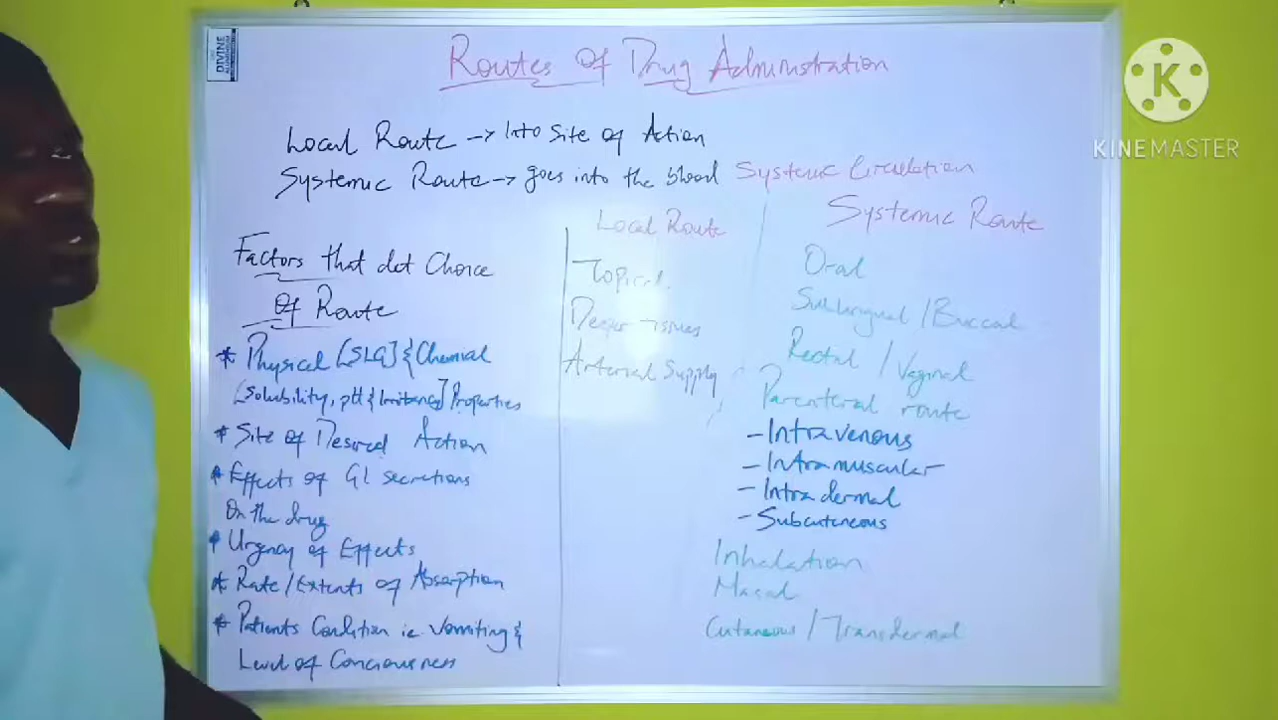 DIVINE
Routes Of Drug Administration
K
KINEMASTER
Local Route -> Into Site of Action
Systemic Route -> goes into the blood Systemic Circulation
Factors that det Choice
Of Route
* Physical [SLG] & Chemical
[Solubility, pH & Irritancy] Properties
* Site of Desired Action
* Effects of GI secretions
On the drug
* Urgency of Effects
* Rate/Extents of Absorption
* Patients Condition ie Vomiting &
Level of Conciousness
Local Route
Topical
Deeper tissues
Arterial Supply
Systemic Route
Oral
Sublingual / Buccal
Rectal / Vaginal
Parenteral route
- Intravenous
- Intramuscular
- Intradermal
- Subcutaneous
Inhalation
Nasal
Cutaneous / Transdermal